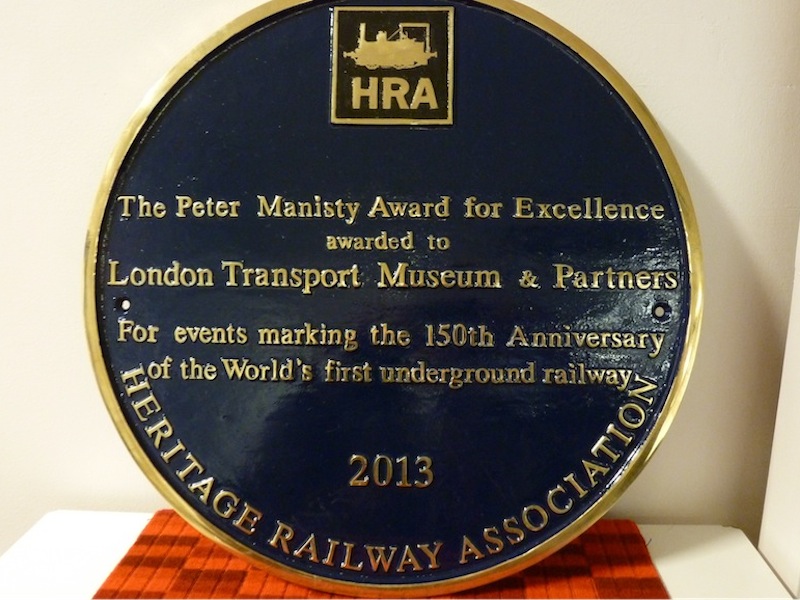 HRA
The Peter Manisty Award for Excellence
awarded to
London Transport Museum & Partners
For events marking the 150th Anniversary
of the World's first underground railway
2013
HERITAGE RAILWAY ASSOCIATION